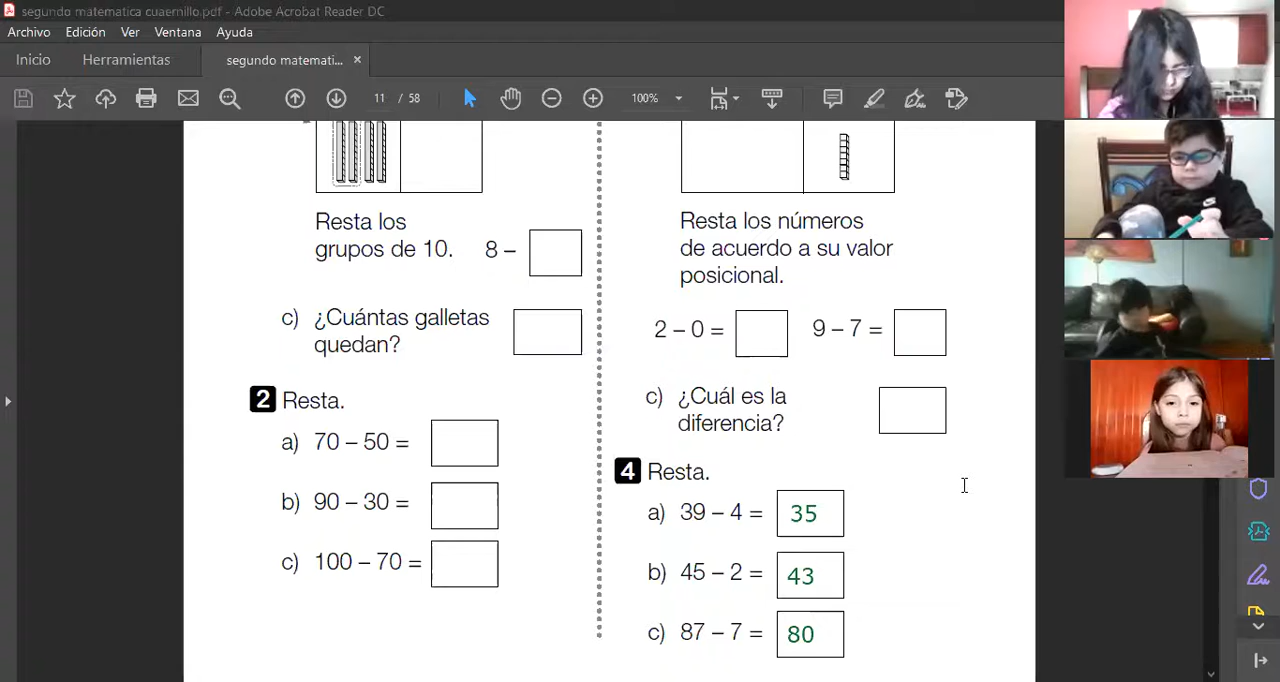 segundo matematica cuaernillo.pdf - Adobe Acrobat Reader DC
Archivo Edición Ver Ventana Ayuda
Inicio Herramientas segundo matemati... ×
11 / 58 100%
Resta los
grupos de 10. 8 –
c) ¿Cuántas galletas
quedan?
2 Resta.
a) 70 – 50 =
b) 90 – 30 =
c) 100 – 70 =
Resta los números
de acuerdo a su valor
posicional.
2 – 0 = 9 – 7 =
c) ¿Cuál es la
diferencia?
4 Resta.
a) 39 – 4 = 35
b) 45 – 2 = 43
c) 87 – 7 = 80